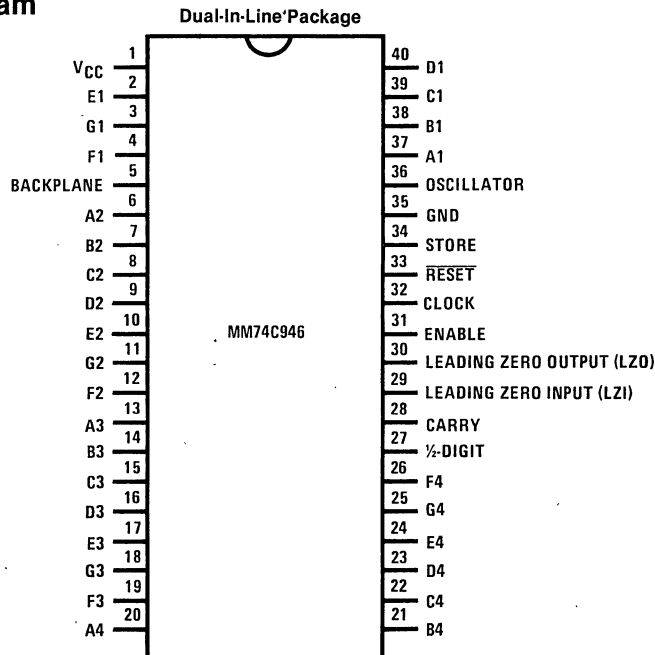 am
Dual-In-Line Package
1 VCC
2 E1
3 G1
4 F1
5 BACKPLANE
6 A2
7 B2
8 C2
9 D2
10 E2
11 G2
12 F2
13 A3
14 B3
15 C3
16 D3
17 E3
18 G3
19 F3
20 A4
MM74C946
40 D1
39 C1
38 B1
37 A1
36 OSCILLATOR
35 GND
34 STORE
33 RESET
32 CLOCK
31 ENABLE
30 LEADING ZERO OUTPUT (LZO)
29 LEADING ZERO INPUT (LZI)
28 CARRY
27 ½-DIGIT
26 F4
25 G4
24 E4
23 D4
22 C4
21 B4